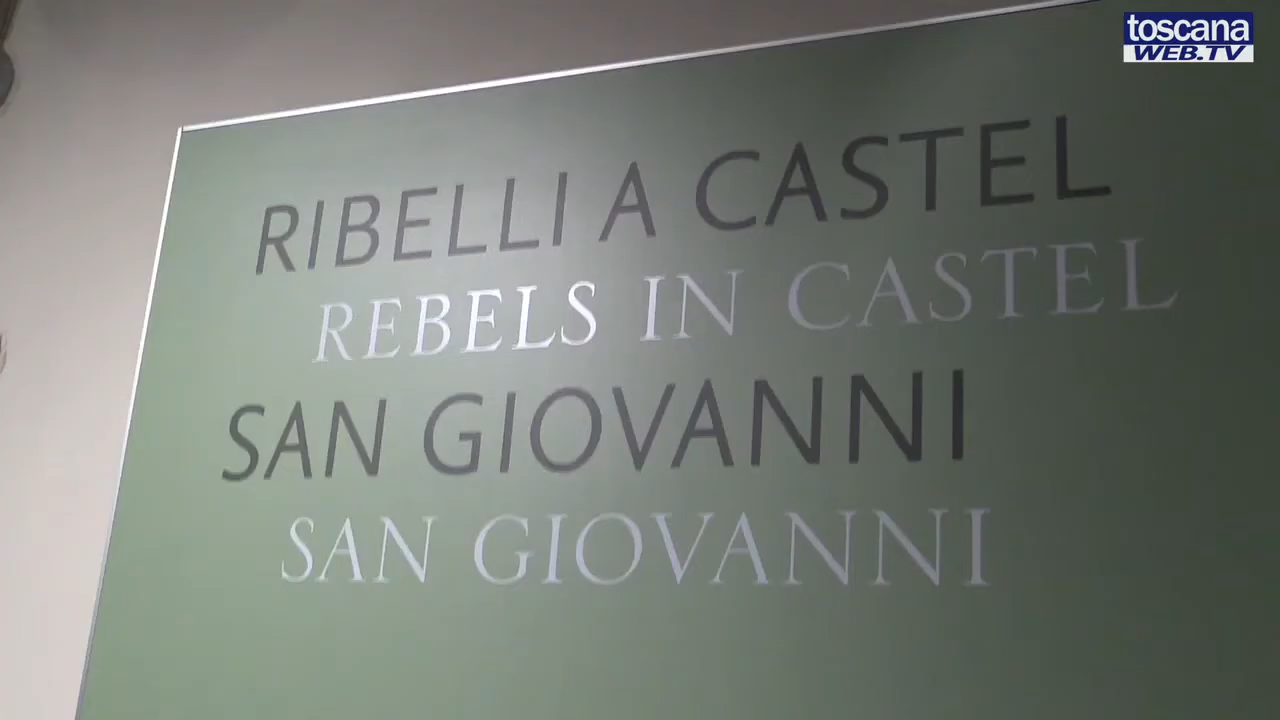 toscana
WEB.TV
RIBELLI A CASTEL
REBELS IN CASTEL
SAN GIOVANNI
SAN GIOVANNI